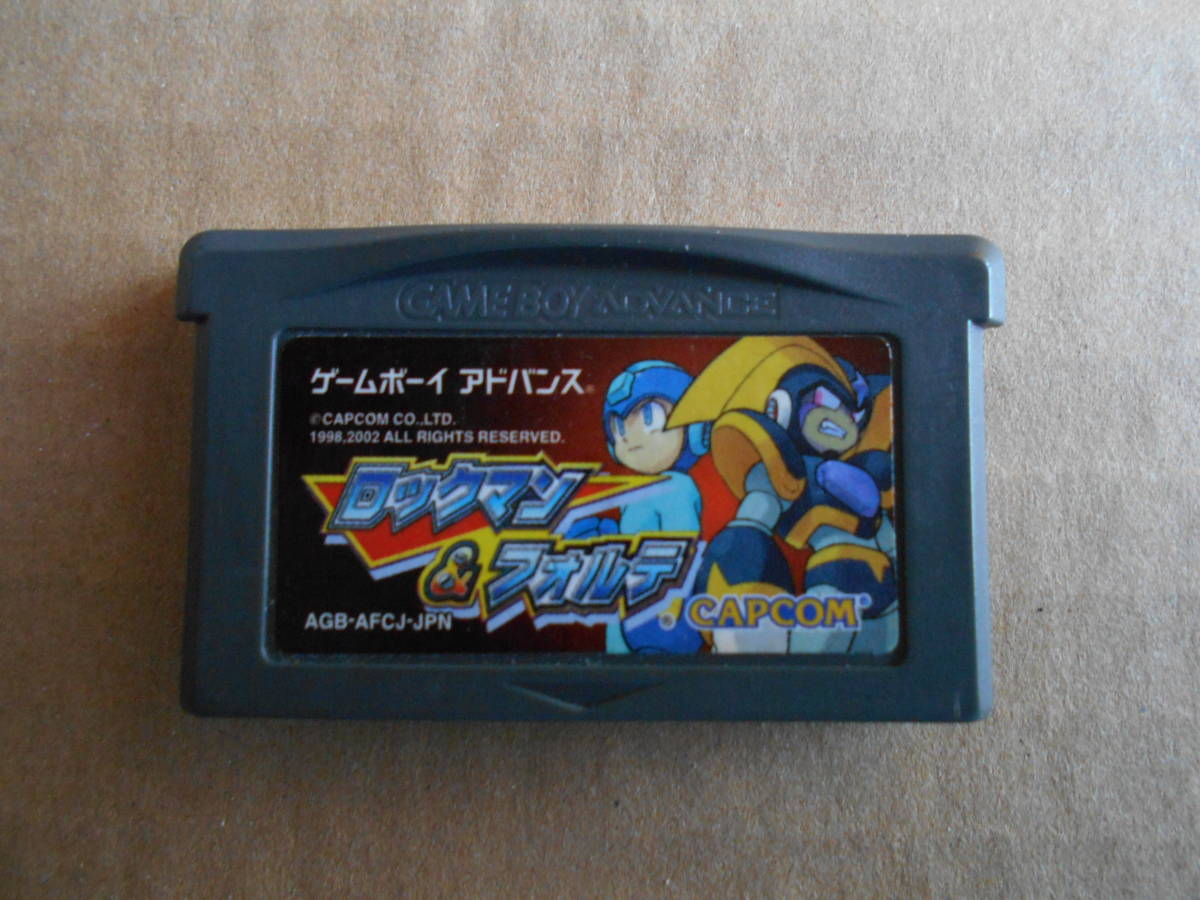 GAME BOY ADVANCE
ゲームボーイ アドバンス®
©CAPCOM CO.,LTD.
1998,2002 ALL RIGHTS RESERVED.
ロックマン
&フォルテ®
AGB-AFCJ-JPN
CAPCOM®